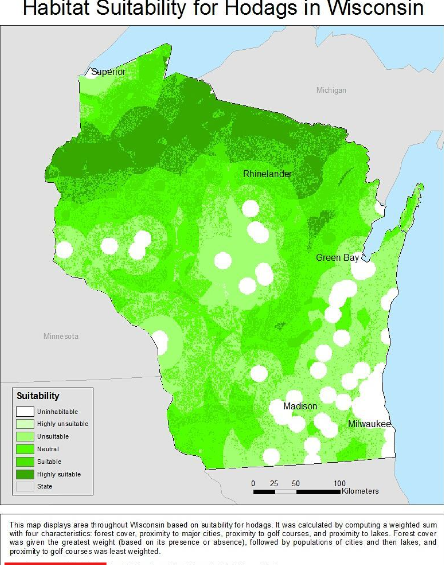 Habitat Suitability for Hodags in Wisconsin
Superior
Michigan
Rhinelander
Green Bay
Minnesota
Suitability
Uninhabitable
Highly unsuitable
Unsuitable
Neutral
Suitable
Highly suitable
State
Madison
Milwaukee
0 25 50 100
Kilometers
This map displays area throughout Wisconsin based on suitability for hodags. It was calculated by computing a weighted sum
with four characteristics: forest cover, proximity to major cities, proximity to golf courses, and proximity to lakes. Forest cover
was given the greatest weight (based on its presence or absence), followed by populations of cities and then lakes, and
proximity to golf courses was least weighted.